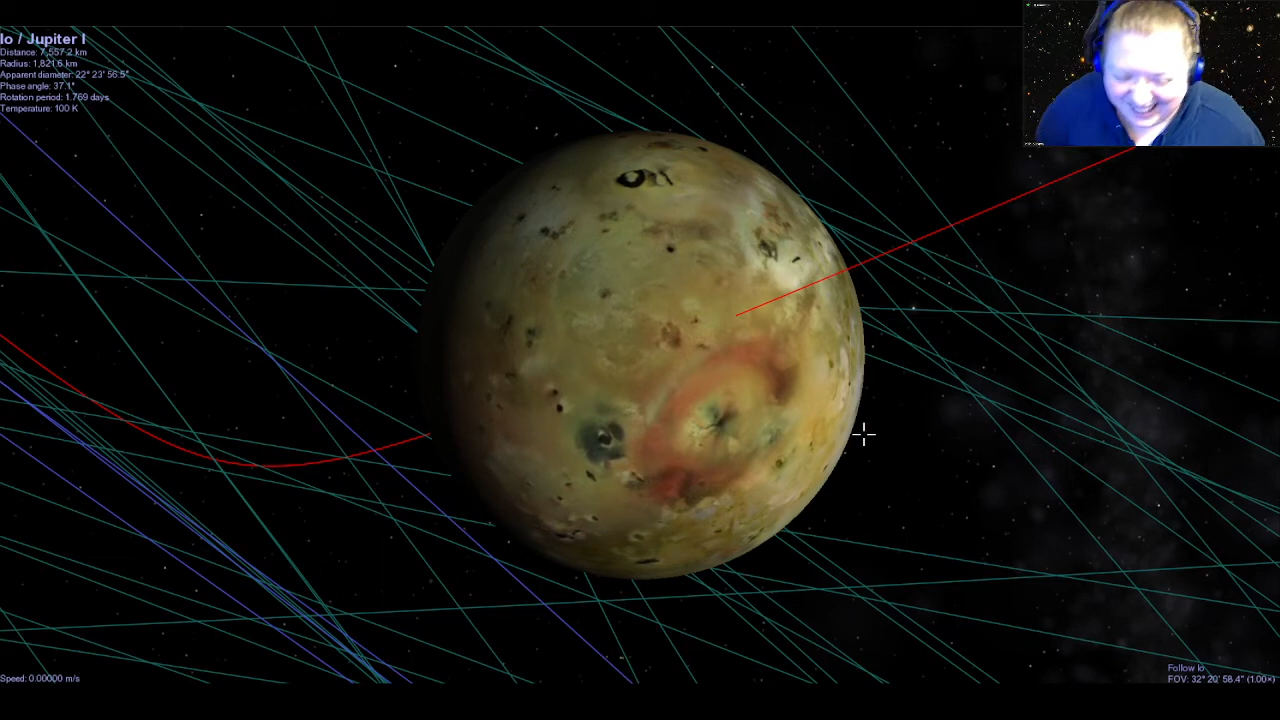 Io / Jupiter I
Distance: 7,557.2 km
Radius: 1,821.6 km
Apparent diameter: 22° 23' 56.5"
Phase angle: 37.1°
Rotation period: 1.769 days
Temperature: 100 K
Speed: 0.00000 m/s
Follow Io
FOV: 32° 20' 58.4" (1.00×)